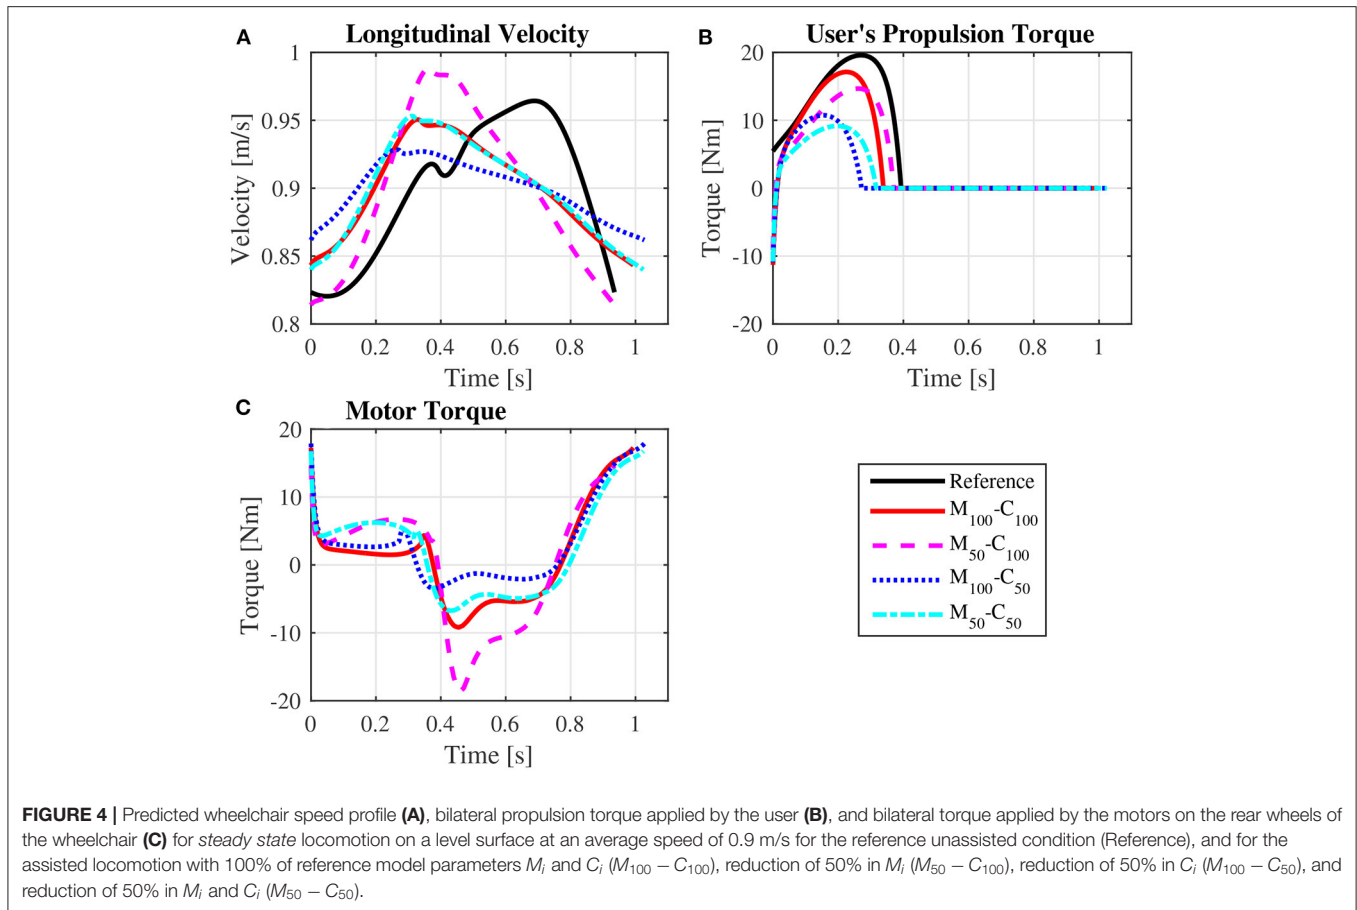 A
Longitudinal Velocity
1
0.95
0.9
0.85
0.8
Velocity [m/s]
0 0.2 0.4 0.6 0.8 1
Time [s]
B
User's Propulsion Torque
20
10
0
-10
-20
Torque [Nm]
0 0.2 0.4 0.6 0.8 1
Time [s]
C
Motor Torque
20
10
0
-10
-20
Torque [Nm]
0 0.2 0.4 0.6 0.8 1
Time [s]
Reference
M100-C100
M50-C100
M100-C50
M50-C50
FIGURE 4 | Predicted wheelchair speed profile (A), bilateral propulsion torque applied by the user (B), and bilateral torque applied by the motors on the rear wheels of
the wheelchair (C) for steady state locomotion on a level surface at an average speed of 0.9 m/s for the reference unassisted condition (Reference), and for the
assisted locomotion with 100% of reference model parameters Mi and Ci (M100 − C100), reduction of 50% in Mi (M50 − C100), reduction of 50% in Ci (M100 − C50), and
reduction of 50% in Mi and Ci (M50 − C50).